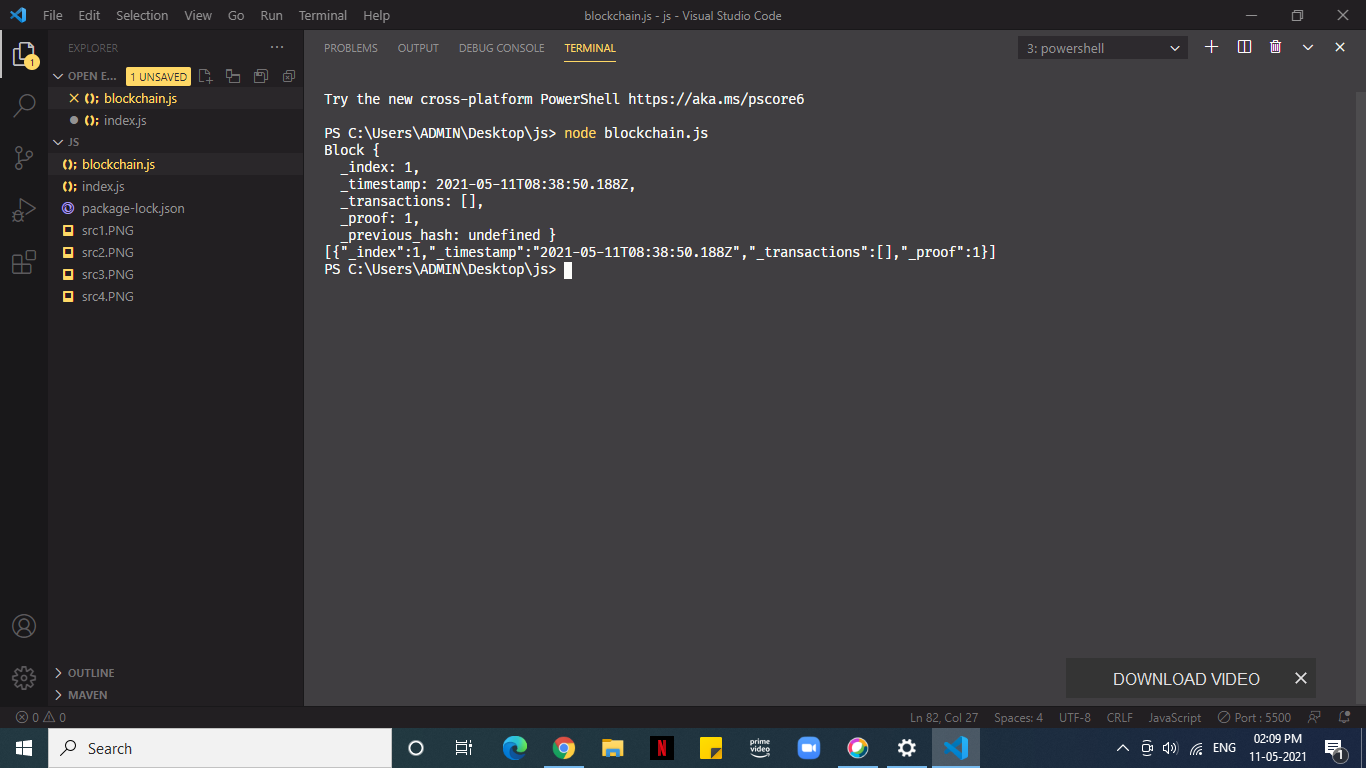 File Edit Selection View Go Run Terminal Help
blockchain.js - js - Visual Studio Code
EXPLORER
OPEN E...
1 UNSAVED
blockchain.js
index.js
JS
blockchain.js
index.js
package-lock.json
src1.PNG
src2.PNG
src3.PNG
src4.PNG
OUTLINE
MAVEN
1
PROBLEMS OUTPUT DEBUG CONSOLE TERMINAL
3: powershell
Try the new cross-platform PowerShell https://aka.ms/pscore6
PS C:\Users\ADMIN\Desktop\js> node blockchain.js
Block {
  _index: 1,
  _timestamp: 2021-05-11T08:38:50.188Z,
  _transactions: [],
  _proof: 1,
  _previous_hash: undefined }
[{"_index":1,"_timestamp":"2021-05-11T08:38:50.188Z","_transactions":[],"_proof":1}]
PS C:\Users\ADMIN\Desktop\js>
DOWNLOAD VIDEO
0 0
Ln 82, Col 27 Spaces: 4 UTF-8 CRLF JavaScript Port : 5500
Search
N
prime video
ENG
02:09 PM
11-05-2021
1